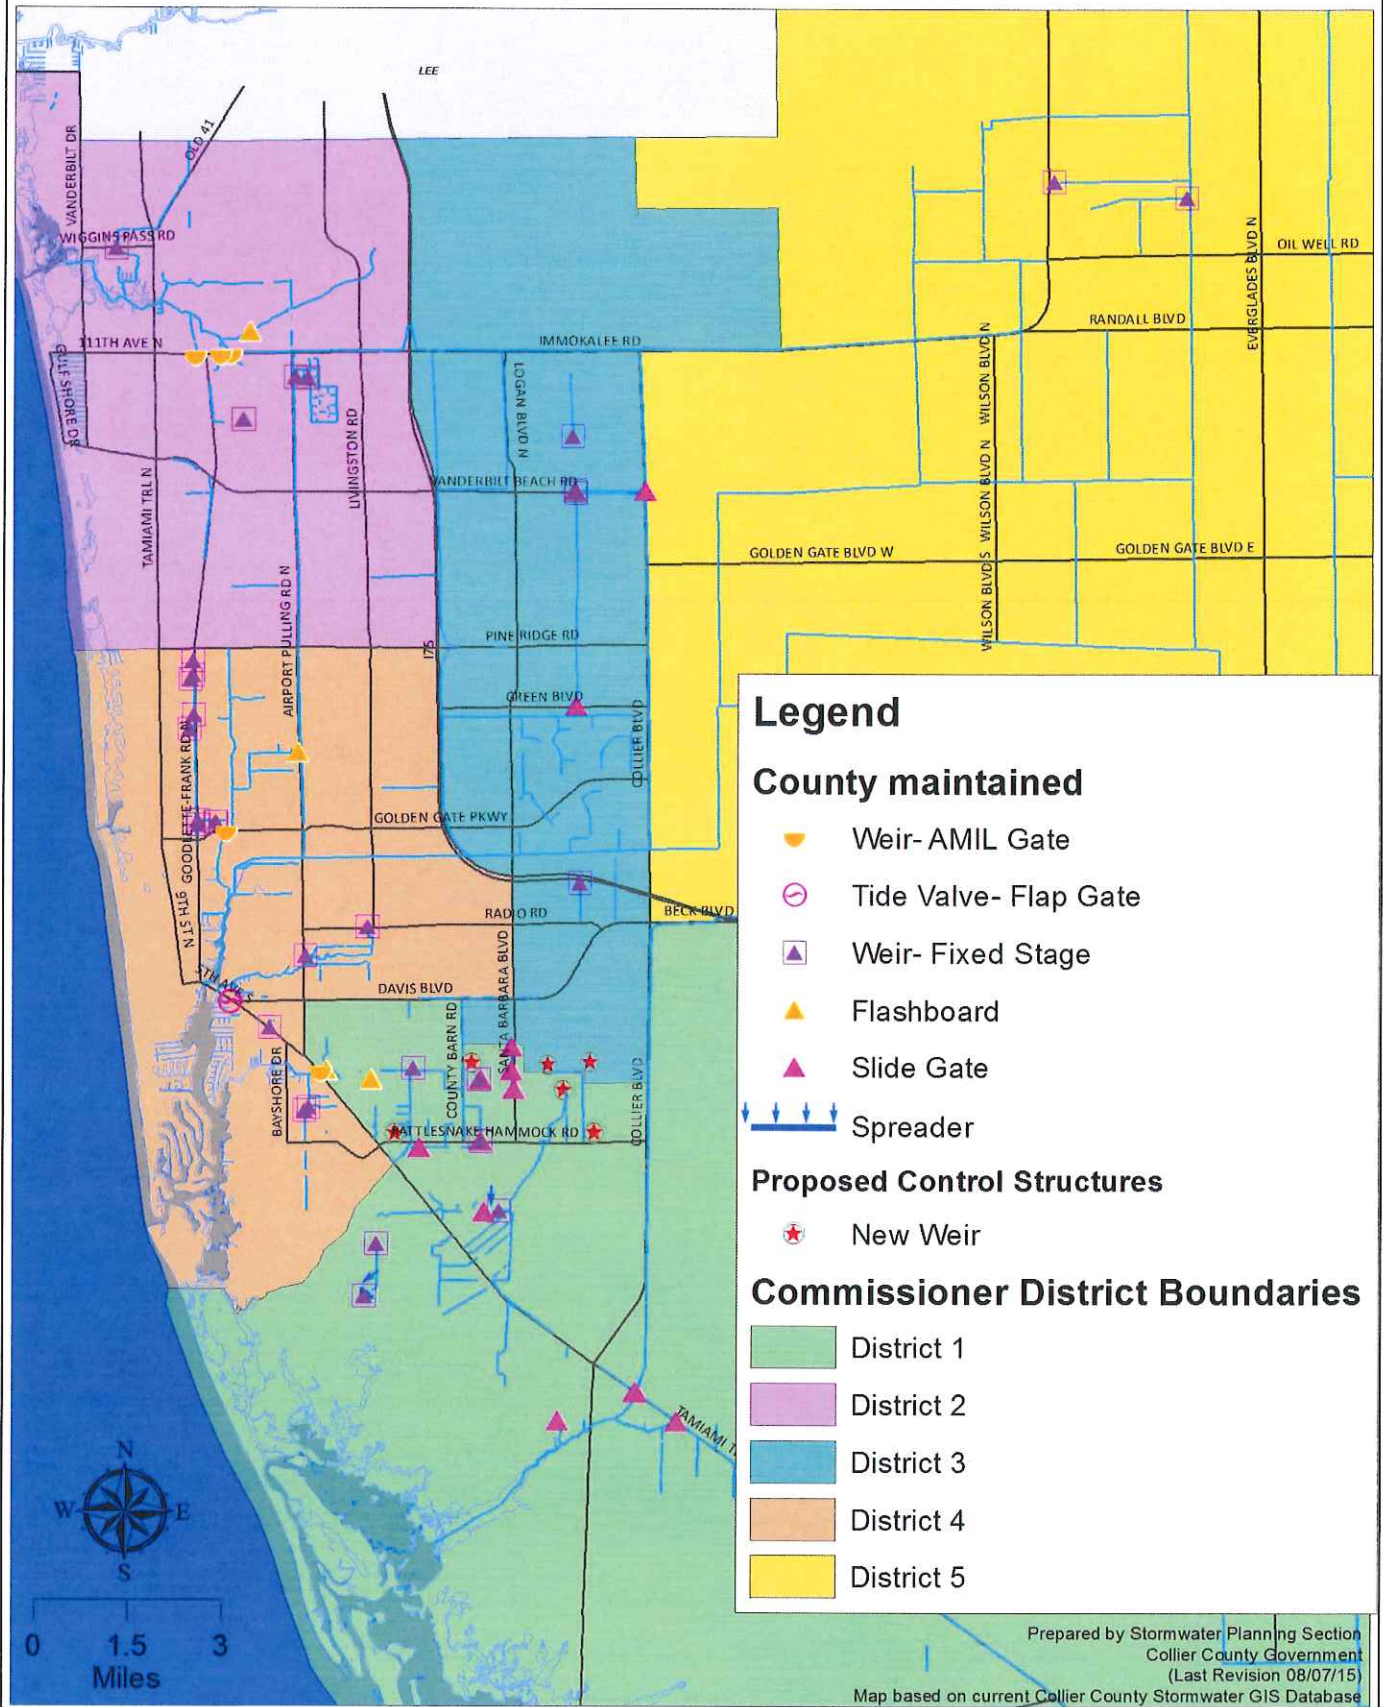 LEE
OLD 41
VANDERBILT DR
WIGGINS PASS RD
OIL WELL RD
EVERGLADES BLVD N
RANDALL BLVD
111TH AVE N
IMMOKALEE RD
GULF SHORE DR
LOGAN BLVD N
WILSON BLVD N
LIVINGSTON RD
TAMIAMI TRL N
VANDERBILT BEACH RD
WILSON BLVD N
GOLDEN GATE BLVD W
GOLDEN GATE BLVD E
WILSON BLVD S
AIRPORT PULLING RD N
PINE RIDGE RD
I75
GREEN BLVD
COLLIER BLVD
GOODLETTE-FRANK RD N
GOLDEN GATE PKWY
9TH ST N
RADIO RD
BECK BLVD
5TH AVE S
DAVIS BLVD
SANTA BARBARA BLVD
COUNTY BARN RD
BAYSHORE DR
COLLIER BLVD
RATTLESNAKE HAMMOCK RD
TAMIAMI T
Legend
County maintained
Weir- AMIL Gate
Tide Valve- Flap Gate
Weir- Fixed Stage
Flashboard
Slide Gate
Spreader
Proposed Control Structures
New Weir
Commissioner District Boundaries
District 1
District 2
District 3
District 4
District 5
N
W E
S
0 1.5 3
Miles
Prepared by Stormwater Planning Section
Collier County Government
(Last Revision 08/07/15)
Map based on current Collier County Stormwater GIS Database